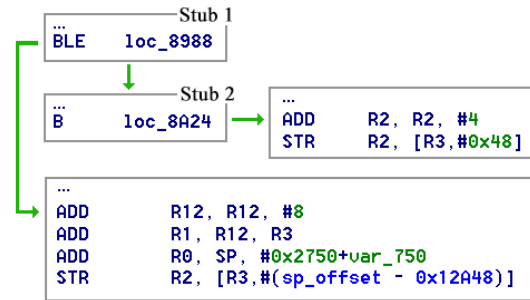 Stub 1
...
BLE loc_8988
Stub 2
...
B loc_8A24
...
ADD R2, R2, #4
STR R2, [R3,#0x48]
...
ADD R12, R12, #8
ADD R1, R12, R3
ADD R0, SP, #0x2750+var_750
STR R2, [R3,#(sp_offset - 0x12A48)]